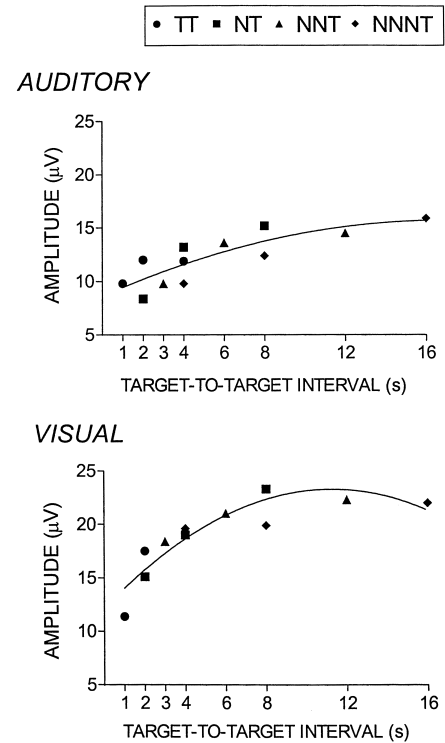 ● TT ■ NT ▲ NNT ◆ NNNT
AUDITORY
25
20
15
10
5
AMPLITUDE (μV)
1 2 3 4 6 8 12 16
TARGET-TO-TARGET INTERVAL (s)
VISUAL
25
20
15
10
5
AMPLITUDE (μV)
1 2 3 4 6 8 12 16
TARGET-TO-TARGET INTERVAL (s)